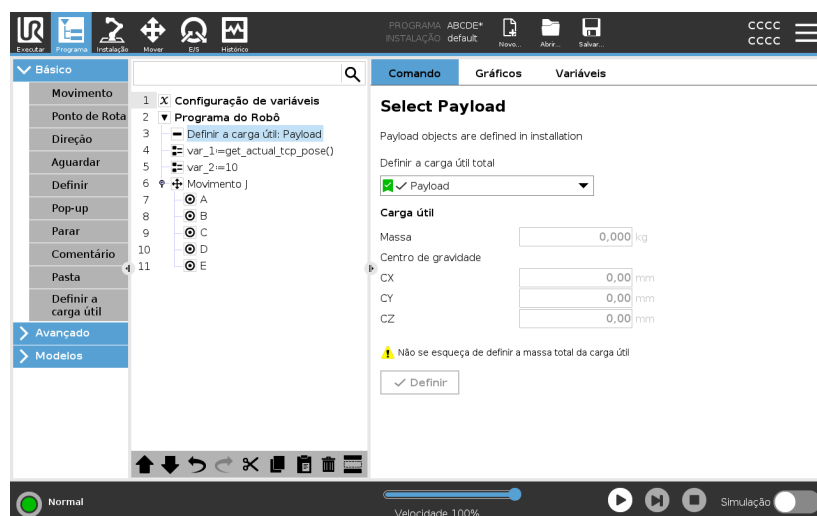 PROGRAMA ABCDE*
INSTALAÇÃO default
Executar Programa Instalação Mover E/S Histórico Novo... Abrir... Salvar...
cccc
cccc
Básico
Movimento
Ponto de Rota
Direção
Aguardar
Definir
Pop-up
Parar
Comentário
Pasta
Definir a
carga útil
Avançado
Modelos
1 X Configuração de variáveis
2 Programa do Robô
3 Definir a carga útil: Payload
4 var_1:=get_actual_tcp_pose()
5 var_2:=10
6 Movimento J
7 A
8 B
9 C
10 D
11 E
Comando Gráficos Variáveis
Select Payload
Payload objects are defined in installation
Definir a carga útil total
Payload
Carga útil
Massa 0,000 kg
Centro de gravidade
CX 0,00 mm
CY 0,00 mm
CZ 0,00 mm
Não se esqueça de definir a massa total da carga útil
Definir
Normal
Velocidade 100%
Simulação